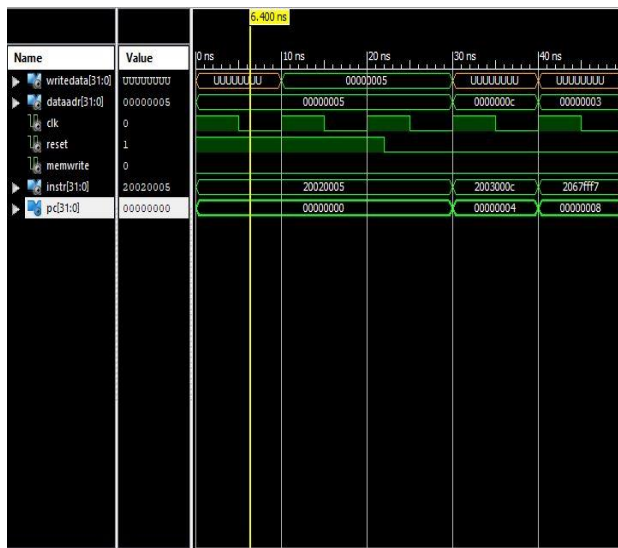 6.400 ns
Name Value 0 ns 10 ns 20 ns 30 ns 40 ns
writedata[31:0] UUUUUUUU UUUUUUUU 00000005 UUUUUUUU UUUUUUUU
dataadr[31:0] 00000005 00000005 0000000c 00000003
clk 0
reset 1
memwrite 0
instr[31:0] 20020005 20020005 2003000c 2067fff7
pc[31:0] 00000000 00000000 00000004 00000008